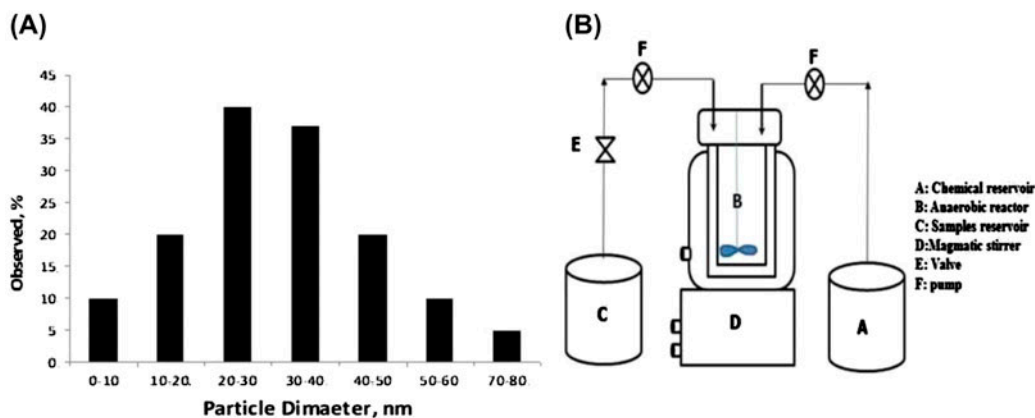 (A)
45
40
35
30
25
20
15
10
5
0
Observed, %
0-10
10-20.
20-30
30-40
40-50
50-60
70-80
Particle Dimaeter, nm
(B)
F
F
E
B
C
D
A
A: Chemical reservoir
B: Anaerobic reactor
C: Samples reservoir
D:Magmatic stirrer
E: Valve
F: pump